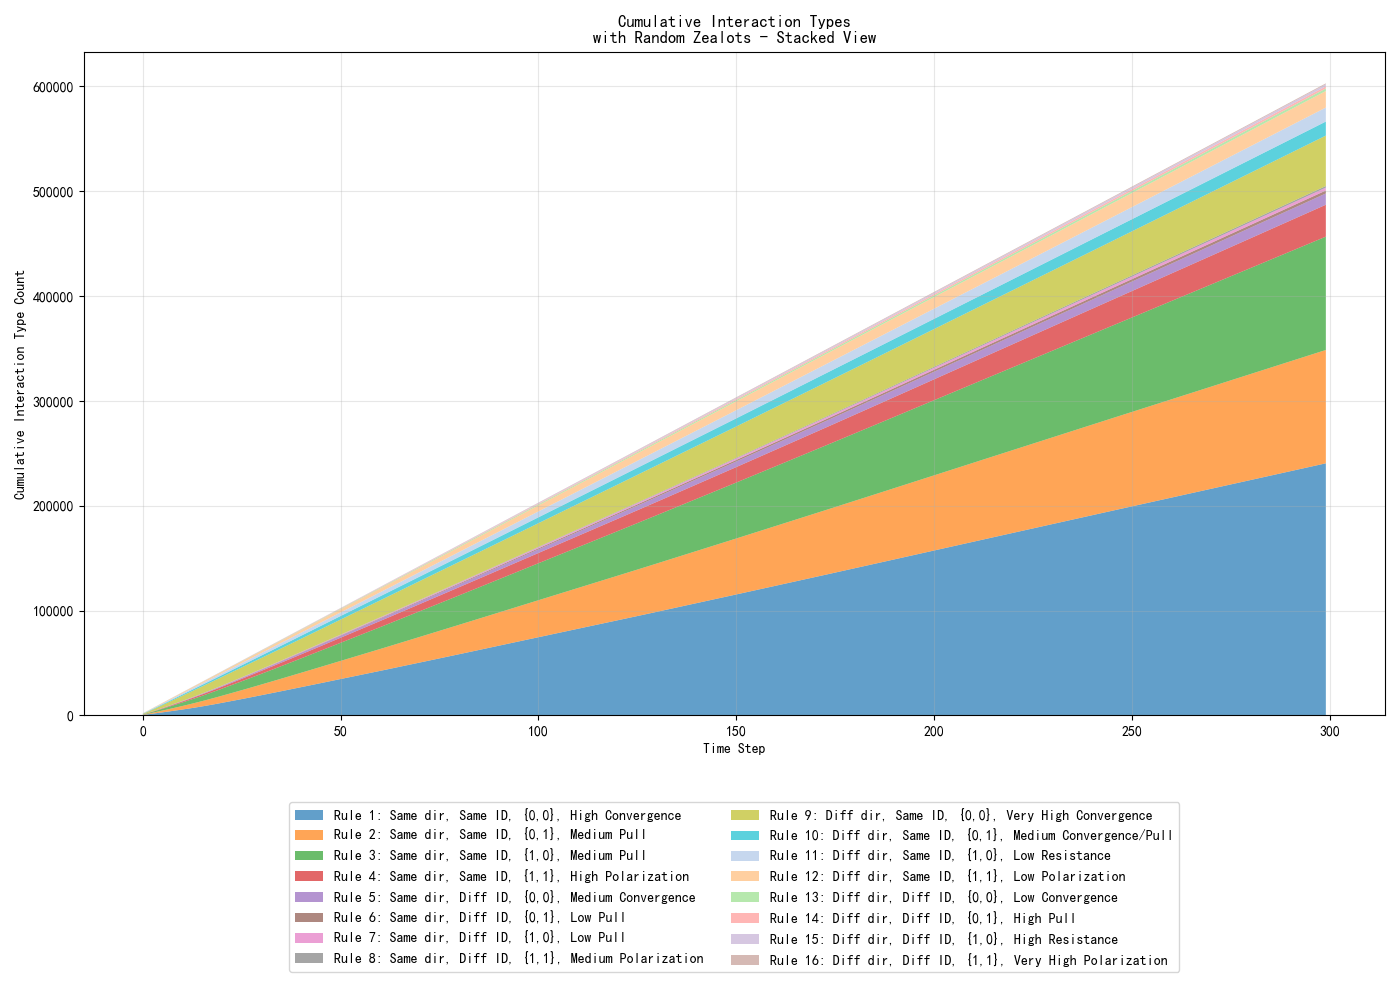 Cumulative Interaction Types
with Random Zealots - Stacked View
Cumulative Interaction Type Count
600000
500000
400000
300000
200000
100000
0
0 50 100 150 200 250 300
Time Step
Rule 1: Same dir, Same ID, {0,0}, High Convergence
Rule 2: Same dir, Same ID, {0,1}, Medium Pull
Rule 3: Same dir, Same ID, {1,0}, Medium Pull
Rule 4: Same dir, Same ID, {1,1}, High Polarization
Rule 5: Same dir, Diff ID, {0,0}, Medium Convergence
Rule 6: Same dir, Diff ID, {0,1}, Low Pull
Rule 7: Same dir, Diff ID, {1,0}, Low Pull
Rule 8: Same dir, Diff ID, {1,1}, Medium Polarization
Rule 9: Diff dir, Same ID, {0,0}, Very High Convergence
Rule 10: Diff dir, Same ID, {0,1}, Medium Convergence/Pull
Rule 11: Diff dir, Same ID, {1,0}, Low Resistance
Rule 12: Diff dir, Same ID, {1,1}, Low Polarization
Rule 13: Diff dir, Diff ID, {0,0}, Low Convergence
Rule 14: Diff dir, Diff ID, {0,1}, High Pull
Rule 15: Diff dir, Diff ID, {1,0}, High Resistance
Rule 16: Diff dir, Diff ID, {1,1}, Very High Polarization